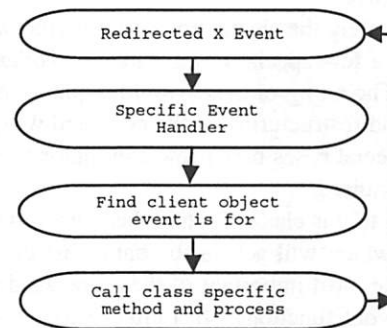 Redirected X Event
Specific Event
Handler
Find client object
event is for
Call class specific
method and process